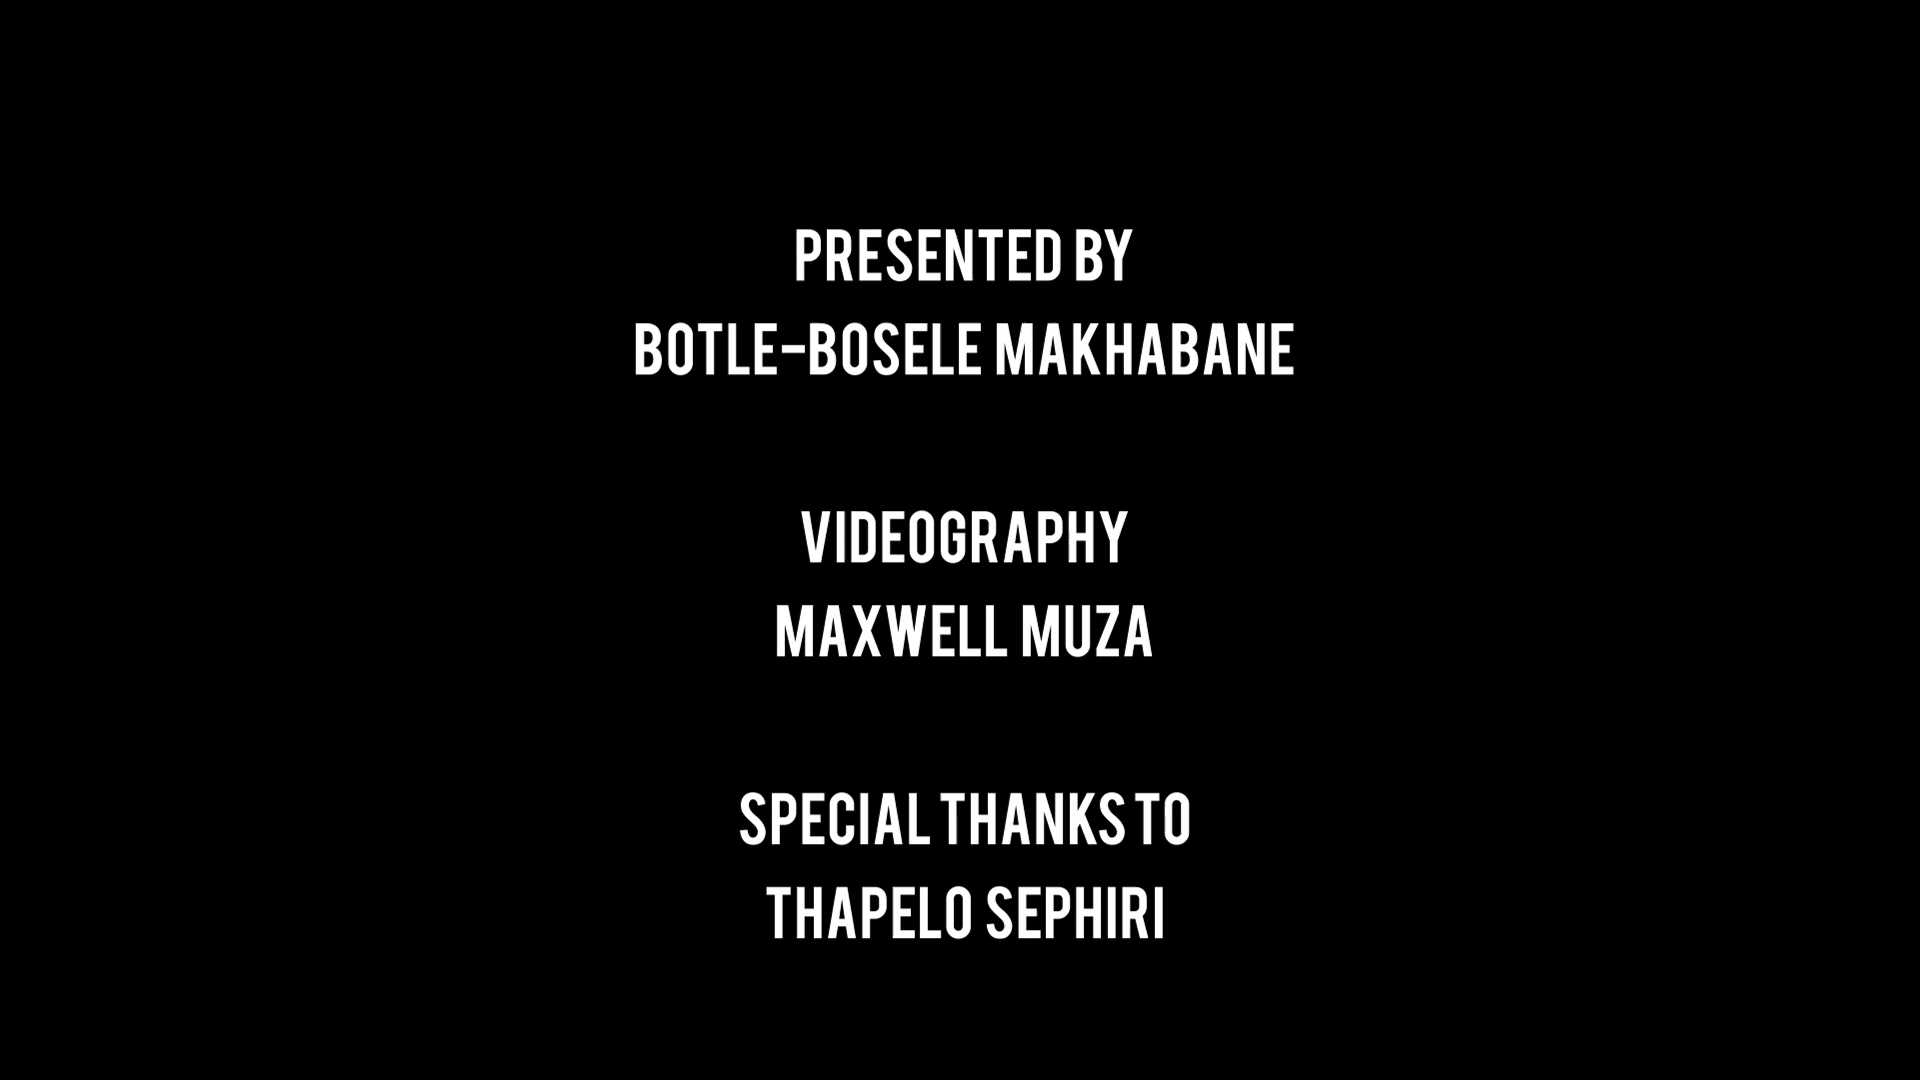 PRESENTED BY
BOTLE-BOSELE MAKHABANE
VIDEOGRAPHY
MAXWELL MUZA
SPECIAL THANKS TO
THAPELO SEPHIRI